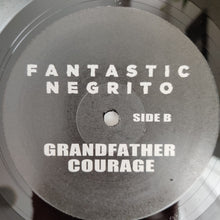 FANTASTIC
NEGRITO
SIDE B
GRANDFATHER
COURAGE